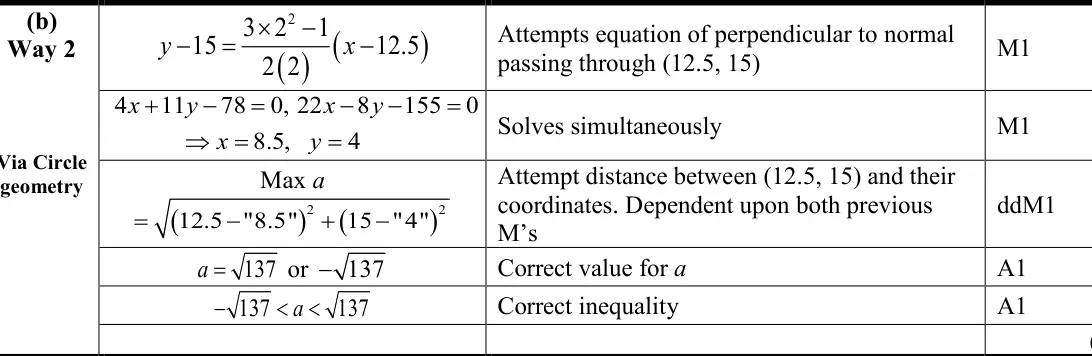 (b)
Way 2
y − 15 = (3 × 2² − 1)/(2(2)) (x − 12.5)
Attempts equation of perpendicular to normal
passing through (12.5, 15)
M1
Via Circle
geometry
4x + 11y − 78 = 0, 22x − 8y − 155 = 0
⇒ x = 8.5, y = 4
Solves simultaneously
M1
Max a
= √((12.5 − "8.5")² + (15 − "4")²)
Attempt distance between (12.5, 15) and their
coordinates. Dependent upon both previous
M's
ddM1
a = √137 or −√137
Correct value for a
A1
−√137 < a < √137
Correct inequality
A1
(